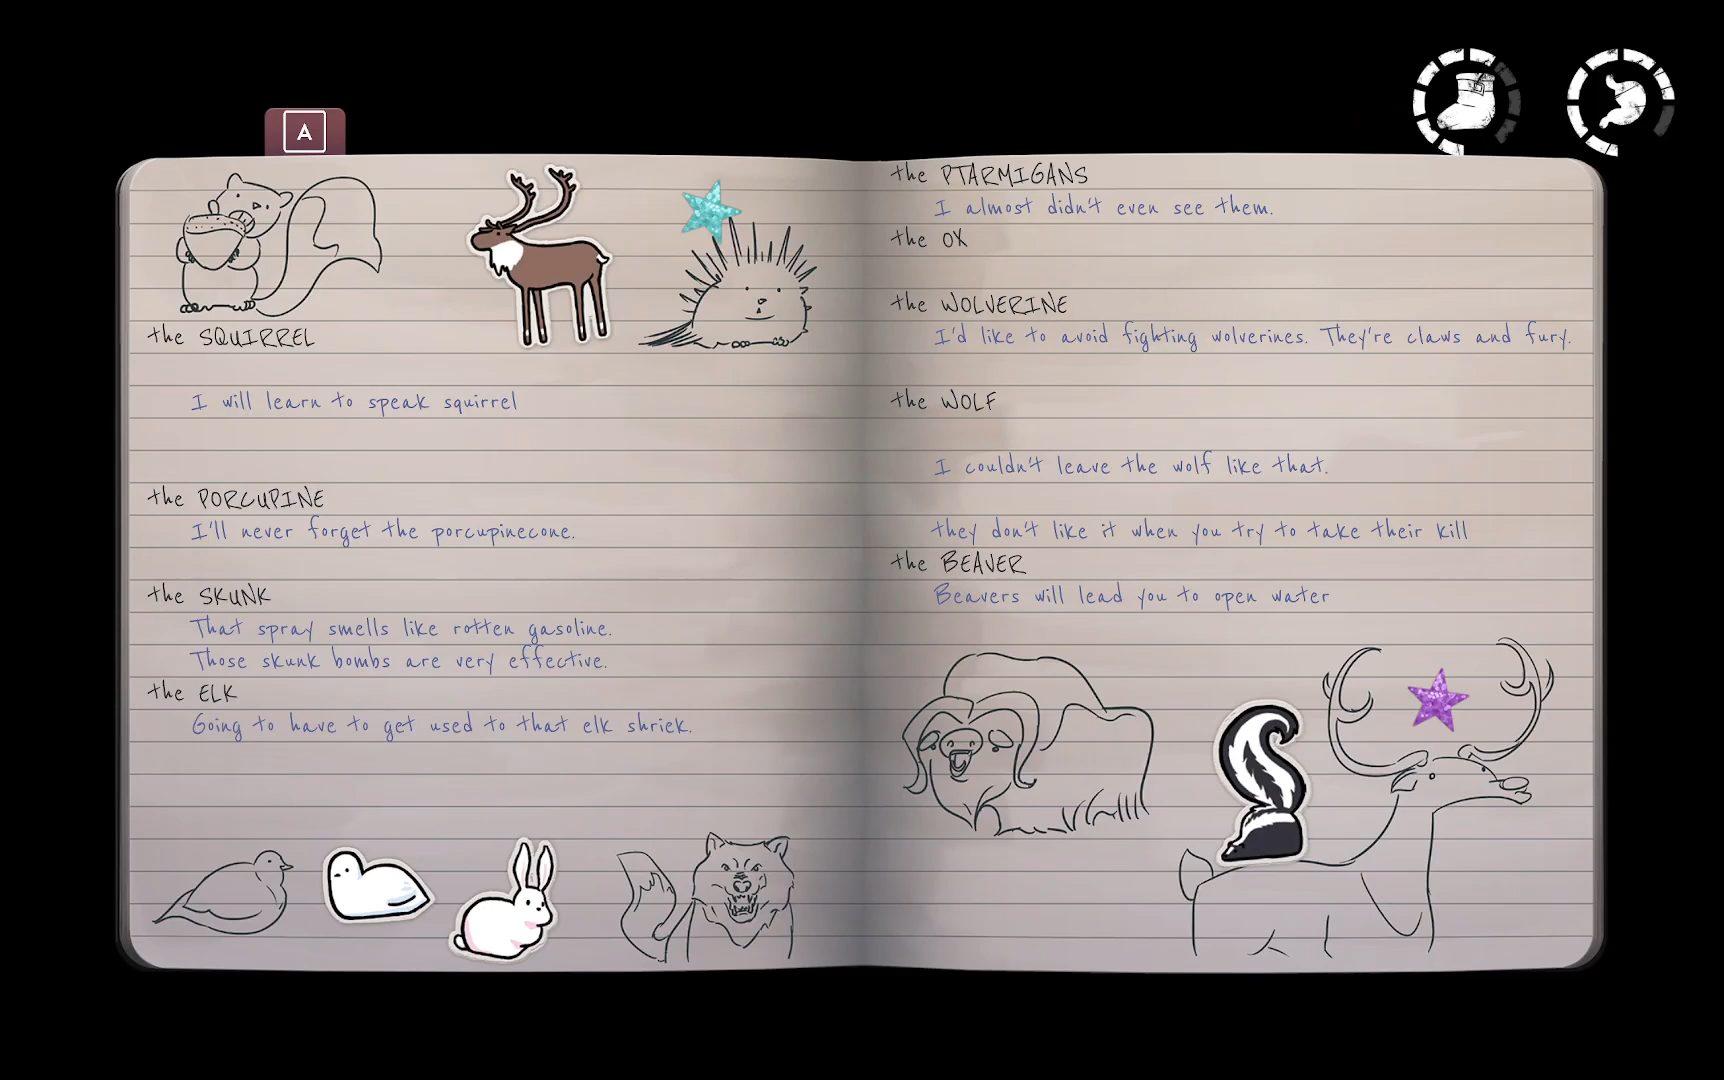 A
the SQUIRREL
I will learn to speak squirrel
the PORCUPINE
I'll never forget the porcupinecone.
the SKUNK
That spray smells like rotten gasoline.
Those skunk bombs are very effective.
the ELK
Going to have to get used to that elk shriek.
the PTARMIGANS
I almost didn't even see them.
the OX
the WOLVERINE
I'd like to avoid fighting wolverines. They're claws and fury.
the WOLF
I couldn't leave the wolf like that.
they don't like it when you try to take their kill
the BEAVER
Beavers will lead you to open water